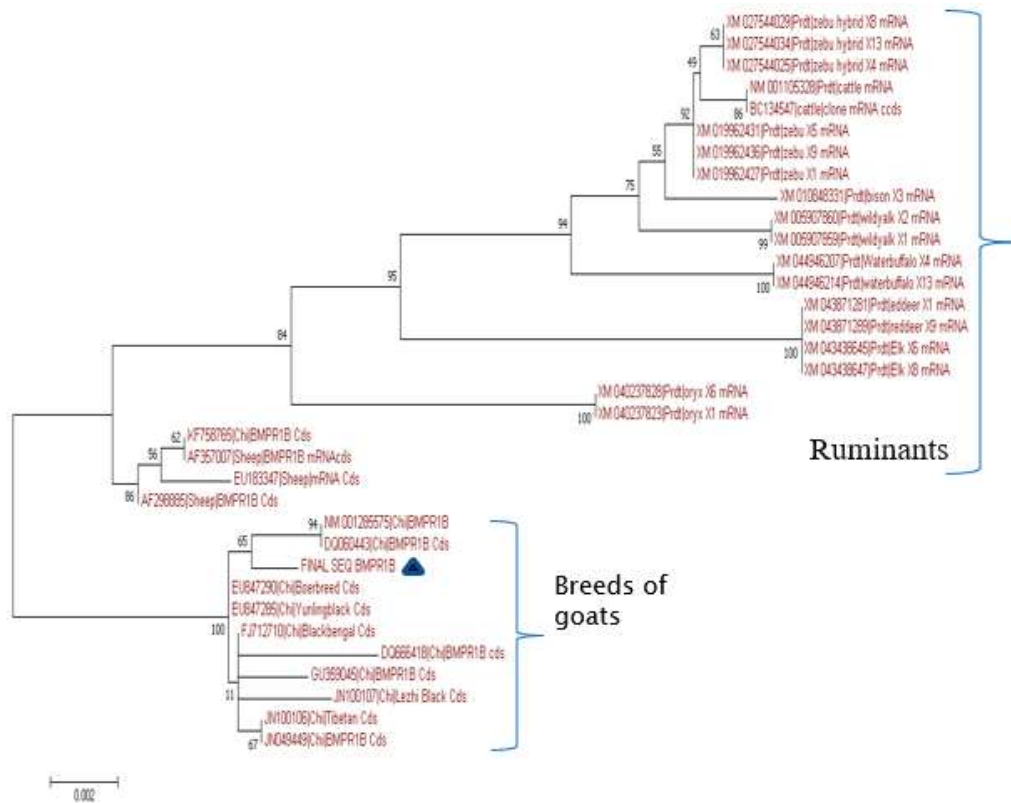 XM 027544029|Prdt|zebu hybrid X8 mRNA
63
XM 027544034|Prdt|zebu hybrid X13 mRNA
XM 027544025|Prdt|zebu hybrid X4 mRNA
49
NM 001105328|Prdt|cattle mRNA
BC134547|cattle|clone mRNA ccds
86
92
XM 019962431|Prdt|zebu X5 mRNA
XM 019962436|Prdt|zebu X9 mRNA
XM 019962427|Prdt|zebu X1 mRNA
55
XM 010848331|Prdt|bison X3 mRNA
75
XM 005907860|Prdt|wildyalk X2 mRNA
XM 005907959|Prdt|wildyalk X1 mRNA
99
94
XM 044946207|Prdt|Waterbuffalo X4 mRNA
XM 044946214|Prdt|waterbuffalo X13 mRNA
100
95
XM 043871281|Prdt|reddeer X1 mRNA
XM 043871289|Prdt|reddeer X9 mRNA
XM 043438645|Prdt|Elk X6 mRNA
XM 043438647|Prdt|Elk X8 mRNA
100
84
XM 040237828|Prdt|oryx X6 mRNA
XM 040237823|Prdt|oryx X1 mRNA
100
Ruminants
KF758765|Chi|BMPR1B Cds
62
AF357007|Sheep|BMPR1B mRNAcds
56
EU183347|Sheep|mRNA Cds
86
AF298885|Sheep|BMPR1B Cds
NM 001285575|Chi|BMPR1B
94
DQ060443|Chi|BMPR1B Cds
65
FINAL SEQ BMPR1B
EU847290|Chi|Boerbreed Cds
EU847285|Chi|Yunlingblack Cds
100
FJ712710|Chi|Blackbengal Cds
DQ666418|Chi|BMPR1B cds
GU359045|Chi|BMPR1B Cds
11
JN100107|Chi|Lezhi Black Cds
JN100106|Chi|Tibetan Cds
JN049449|Chi|BMPR1B Cds
67
Breeds of
goats
0.002